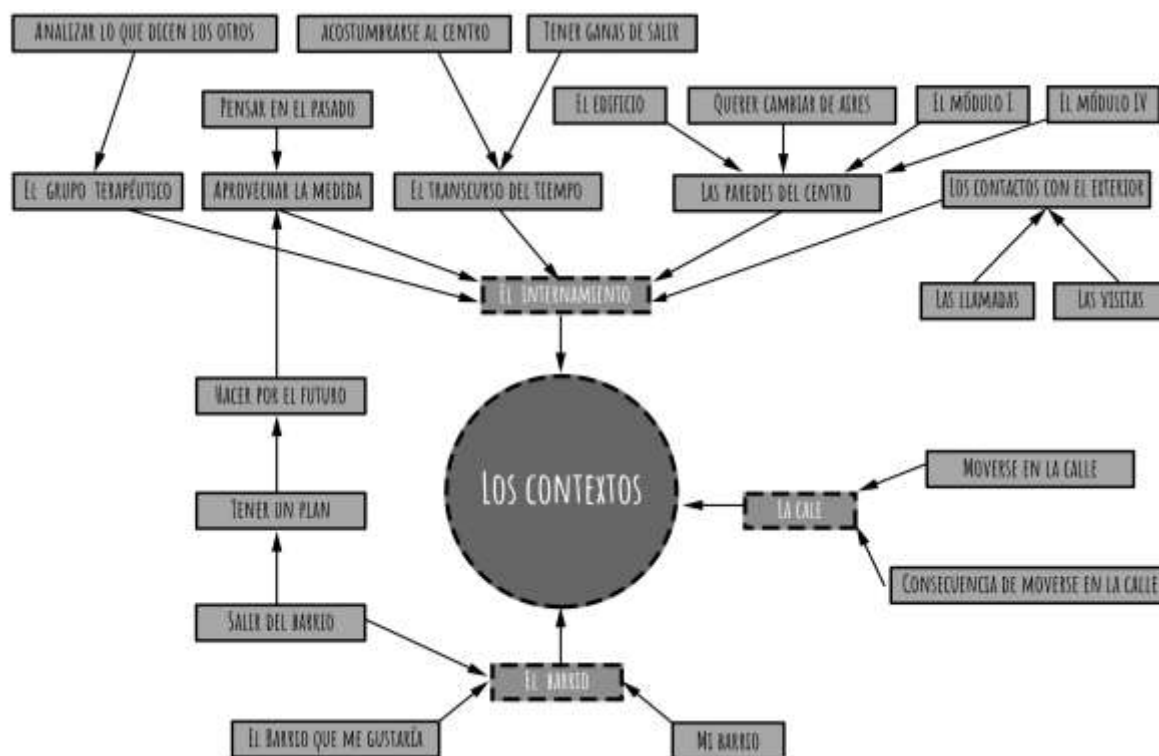 Analizar lo que dicen los otros
acostumbrarse al centro
Tener ganas de salir
Pensar en el pasado
El edificio
Querer cambiar de aires
El módulo I
El módulo IV
El grupo terapéutico
Aprovechar la medida
El transcurso del tiempo
Las paredes del centro
Los contactos con el exterior
El internamiento
Las llamadas
Las visitas
Hacer por el futuro
Los contextos
Moverse en la calle
Tener un plan
La cale
Consecuencia de moverse en la calle
Salir del barrio
El barrio
El Barrio que me gustaría
Mi barrio